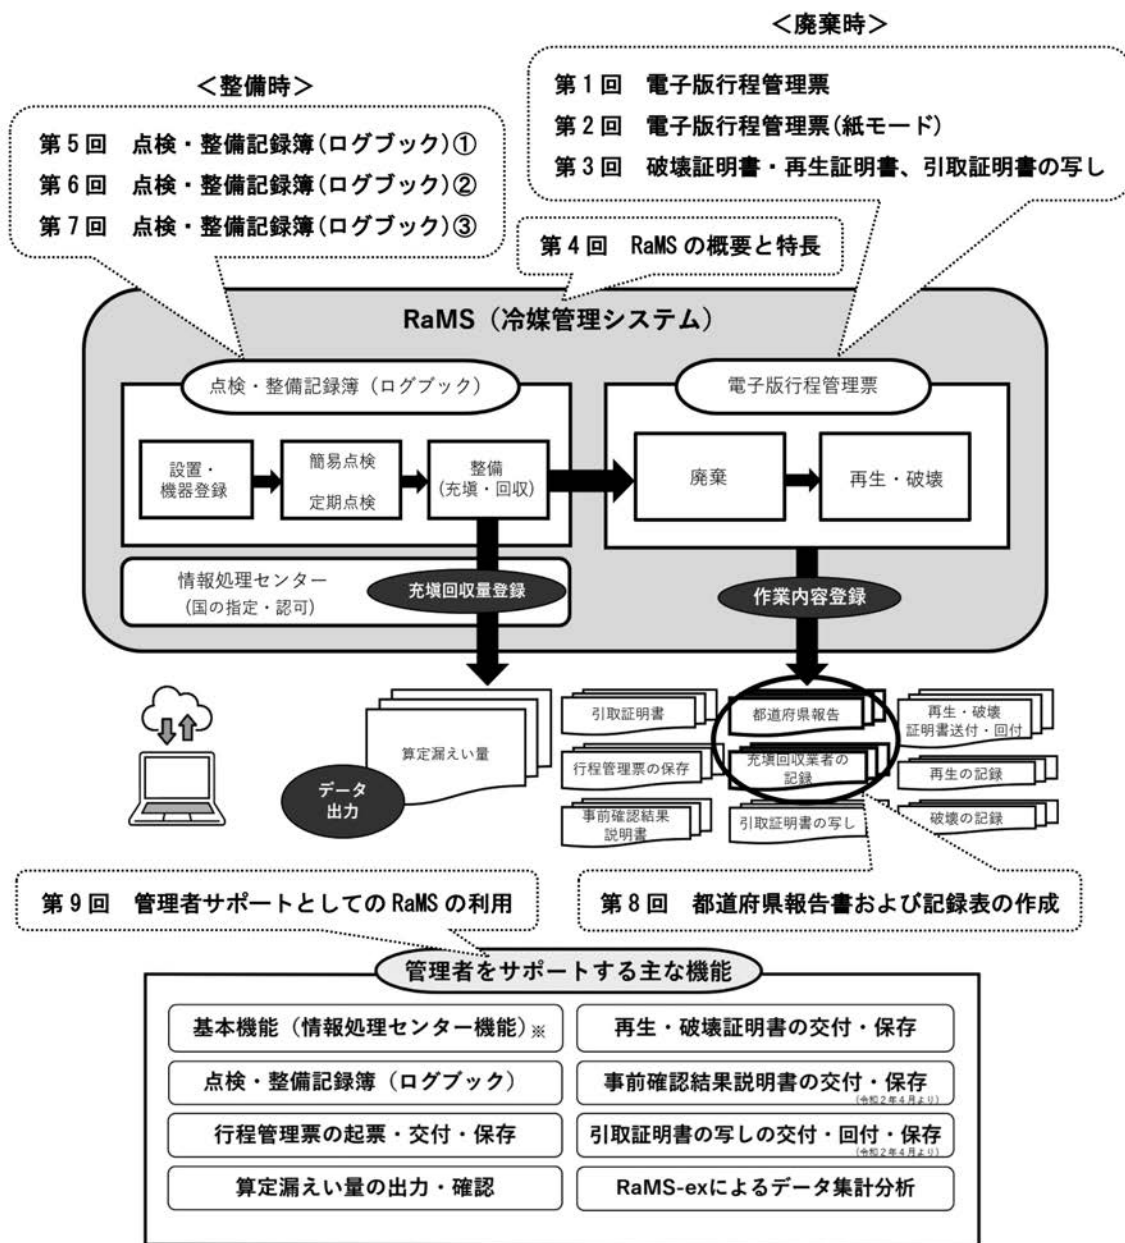 ＜廃棄時＞
第1回　電子版行程管理票
第2回　電子版行程管理票(紙モード)
第3回　破壊証明書・再生証明書、引取証明書の写し
＜整備時＞
第5回　点検・整備記録簿(ログブック)①
第6回　点検・整備記録簿(ログブック)②
第7回　点検・整備記録簿(ログブック)③
第4回　RaMSの概要と特長
RaMS（冷媒管理システム）
点検・整備記録簿（ログブック）
電子版行程管理票
設置・
機器登録
簡易点検
定期点検
整備
(充塡・回収)
廃棄
再生・破壊
情報処理センター
(国の指定・認可)
充塡回収量登録
作業内容登録
算定漏えい量
データ
出力
引取証明書
都道府県報告
再生・破壊
証明書送付・回付
行程管理票の保存
充塡回収業者の
記録
再生の記録
事前確認結果
説明書
引取証明書の写し
破壊の記録
第9回　管理者サポートとしてのRaMSの利用
第8回　都道府県報告書および記録表の作成
管理者をサポートする主な機能
基本機能（情報処理センター機能）※
再生・破壊証明書の交付・保存
点検・整備記録簿（ログブック）
事前確認結果説明書の交付・保存
(令和2年4月より)
行程管理票の起票・交付・保存
引取証明書の写しの交付・回付・保存
(令和2年4月より)
算定漏えい量の出力・確認
RaMS-exによるデータ集計分析